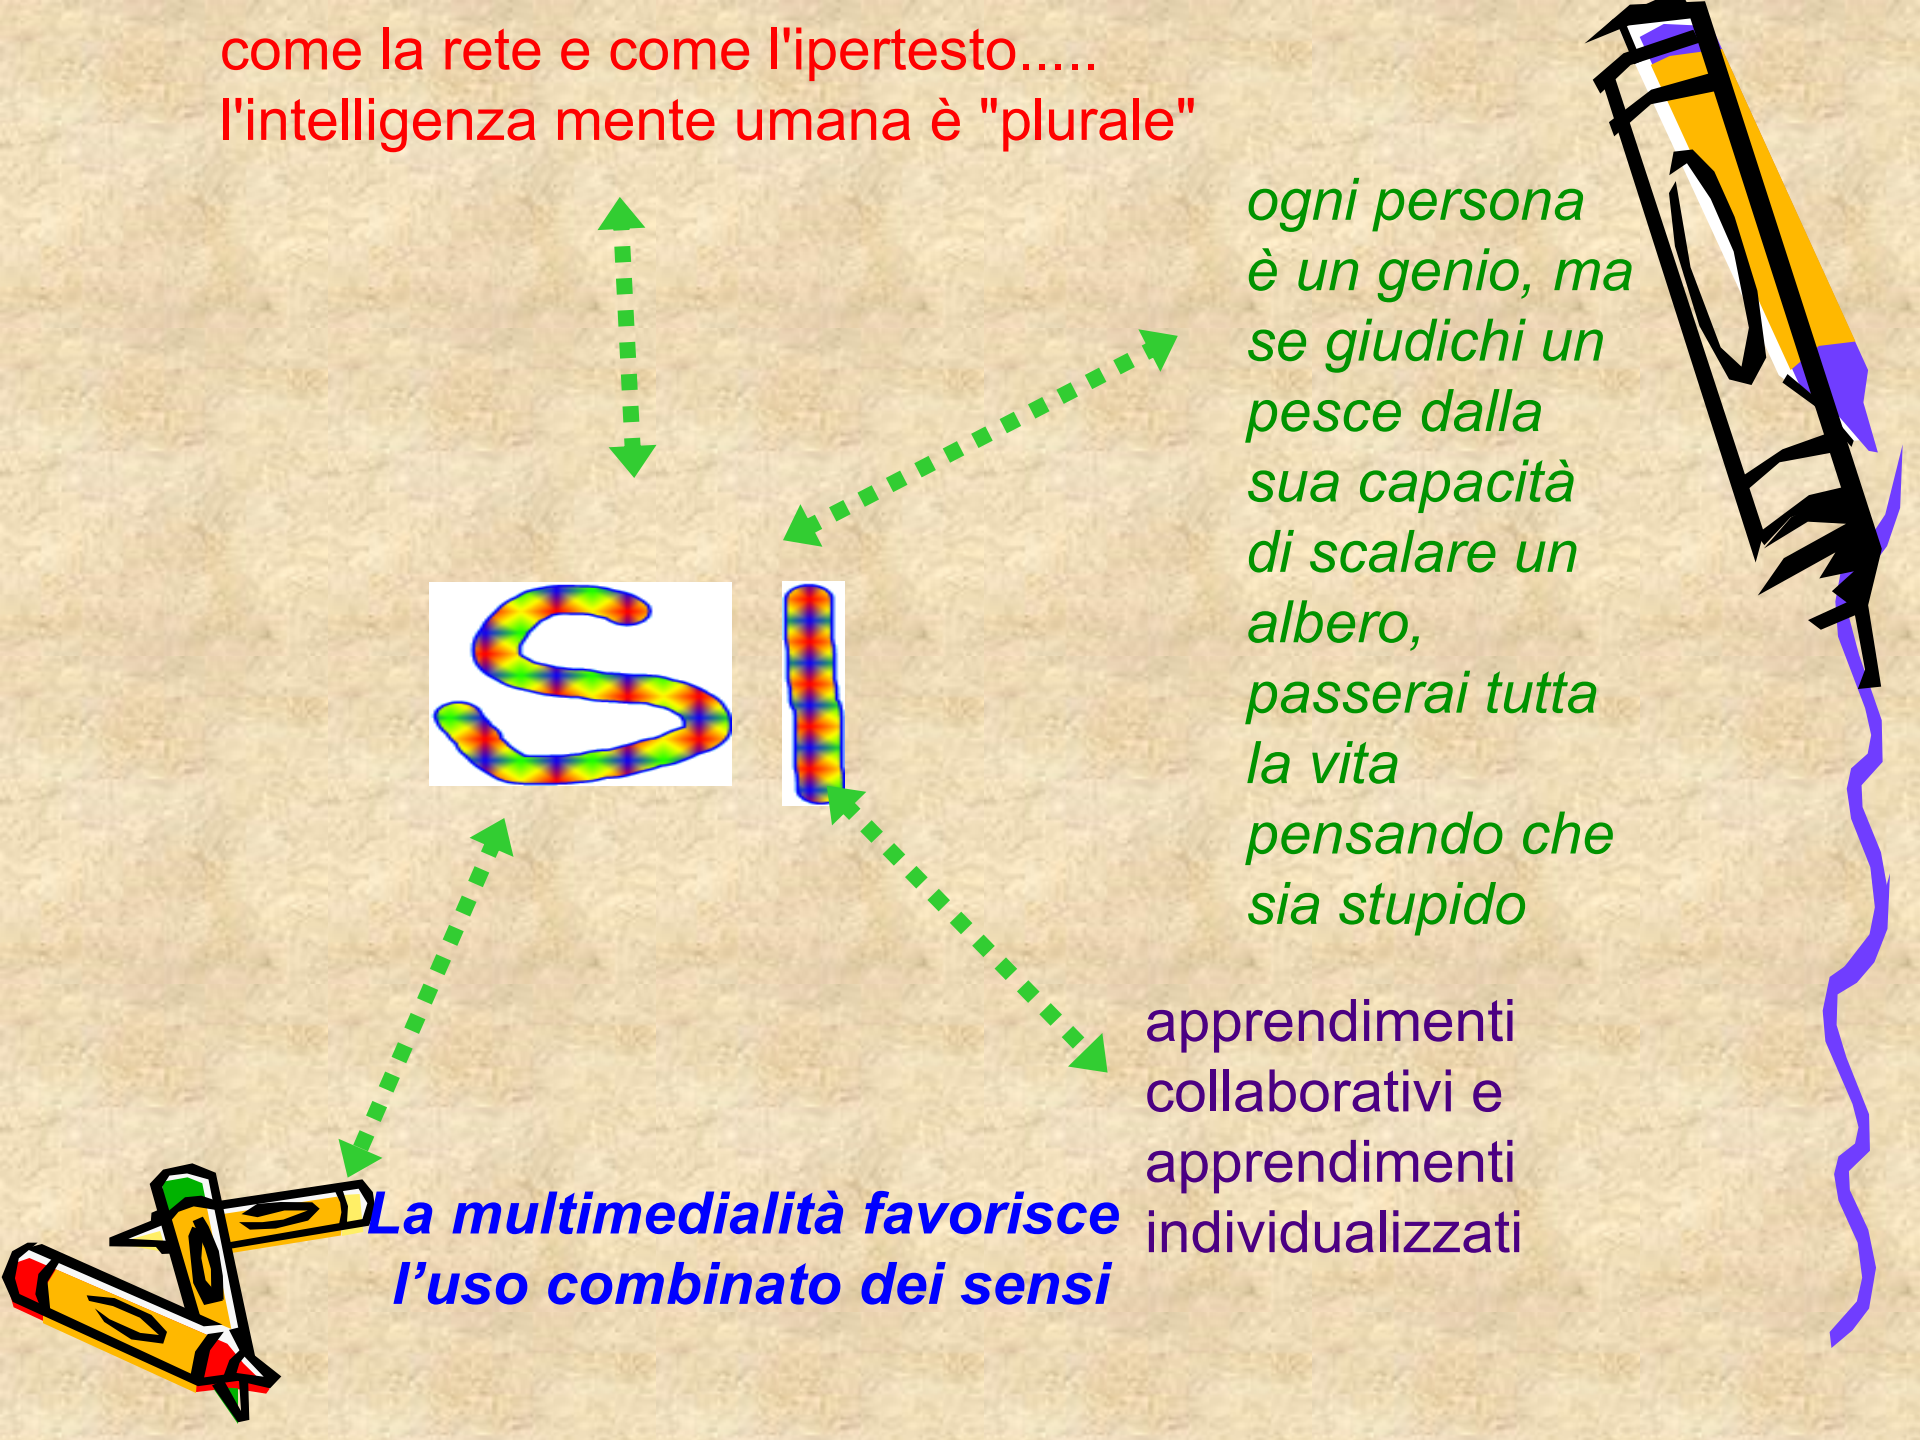 come la rete e come l'ipertesto.....
l'intelligenza mente umana è "plurale"
ogni persona
è un genio, ma
se giudichi un
pesce dalla
sua capacità
di scalare un
albero,
passerai tutta
la vita
pensando che
sia stupido
SI
apprendimenti
collaborativi e
apprendimenti
individualizzati
La multimedialità favorisce
l’uso combinato dei sensi